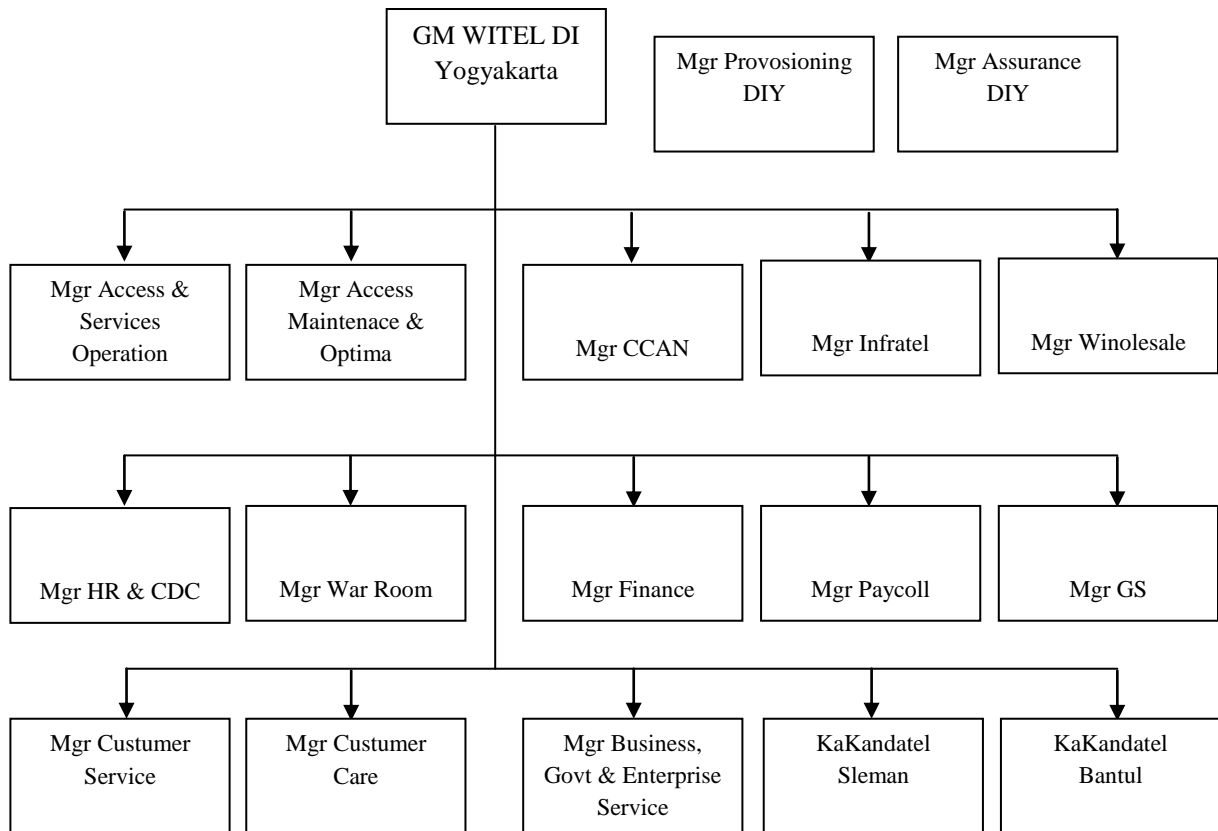 GM WITEL DI
Yogyakarta
Mgr Provosioning
DIY
Mgr Assurance
DIY
Mgr Access &
Services
Operation
Mgr Access
Maintenace &
Optima
Mgr CCAN
Mgr Infratel
Mgr Winolesale
Mgr HR & CDC
Mgr War Room
Mgr Finance
Mgr Paycoll
Mgr GS
Mgr Custumer
Service
Mgr Custumer
Care
Mgr Business,
Govt & Enterprise
Service
KaKandatel
Sleman
KaKandatel
Bantul